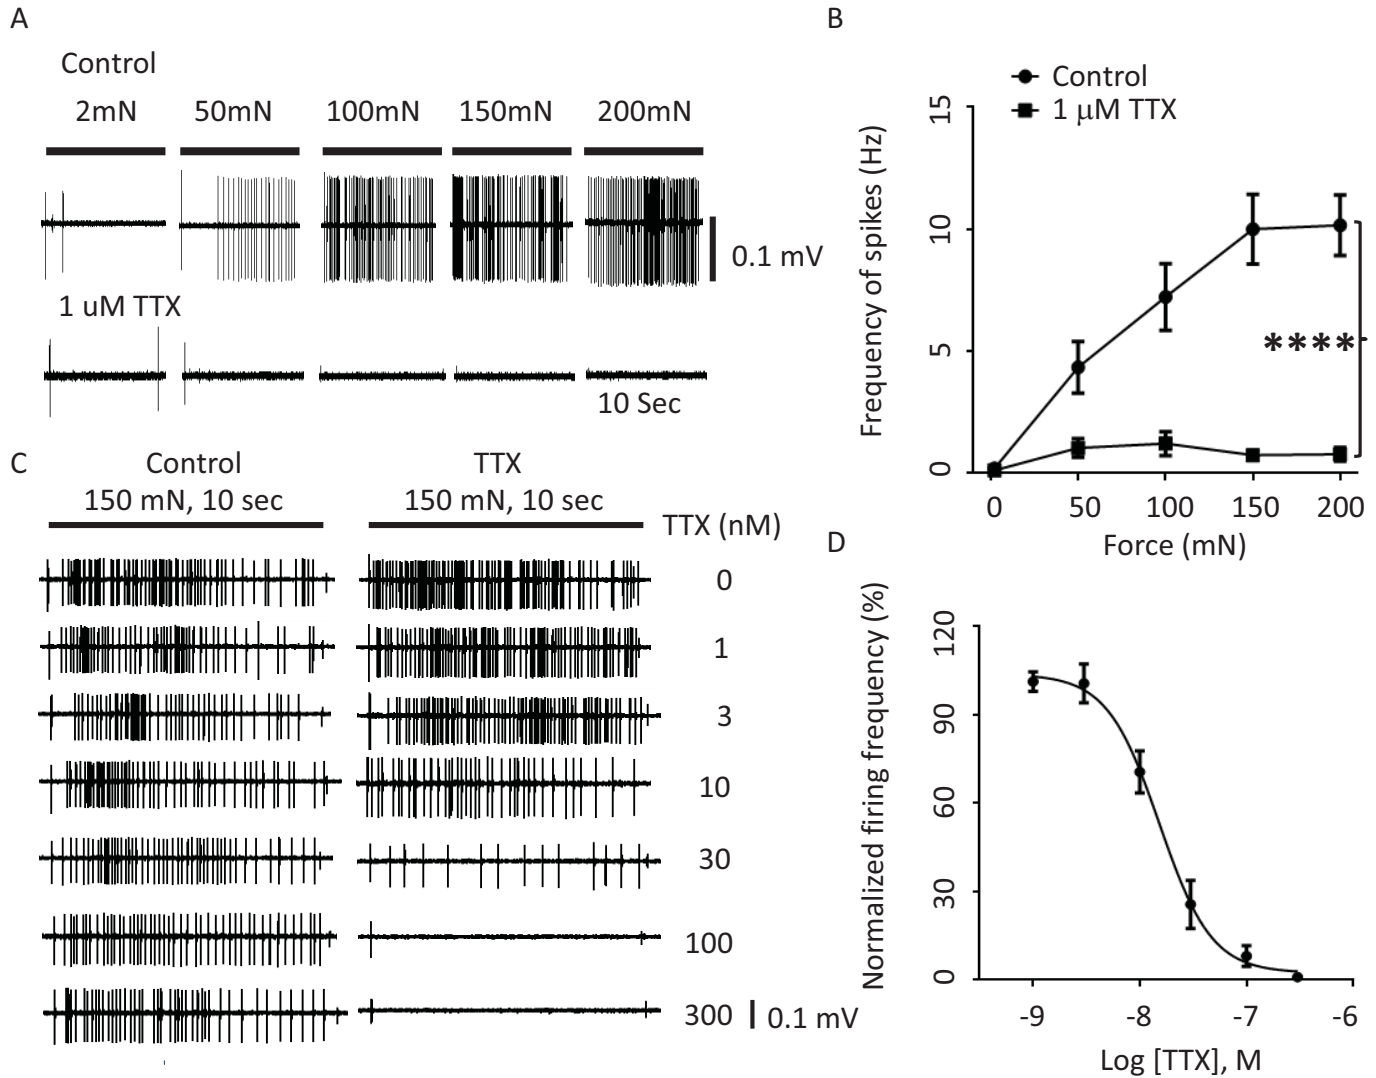 A
Control
2mN 50mN 100mN 150mN 200mN
0.1 mV
1 uM TTX
10 Sec
B
Control
1 μM TTX
Frequency of spikes (Hz)
15
10
5
0
0 50 100 150 200
Force (mN)
****
C
Control TTX
150 mN, 10 sec 150 mN, 10 sec
TTX (nM)
0
1
3
10
30
100
300
0.1 mV
D
Normalized firing frequency (%)
120
90
60
30
0
-9 -8 -7 -6
Log [TTX], M